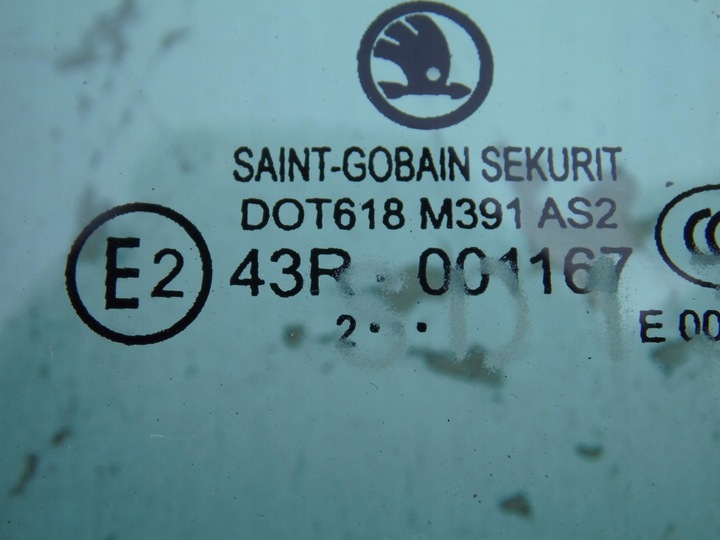 SAINT-GOBAIN SEKURIT
DOT618 M391 AS2
E2 43R 001167
2 • •
E 00